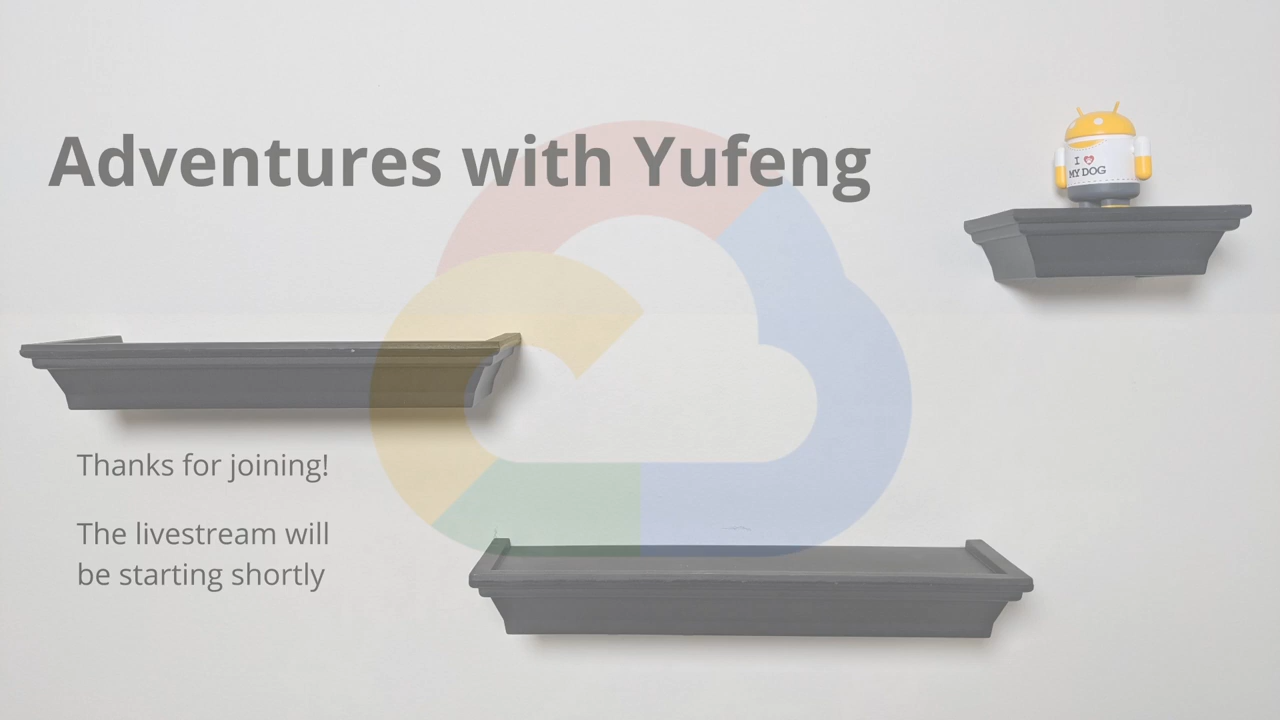 Adventures with Yufeng
I ❤ MY DOG
Thanks for joining!
The livestream will
be starting shortly